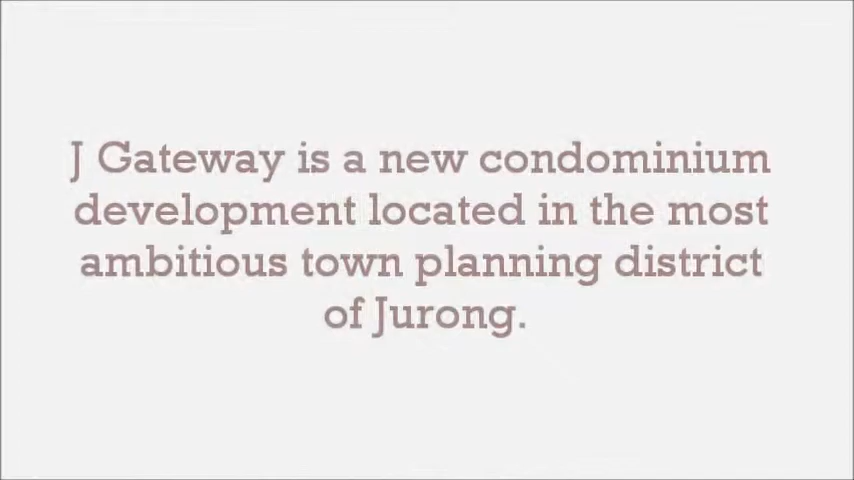 J Gateway is a new condominium
development located in the most
ambitious town planning district
of Jurong.